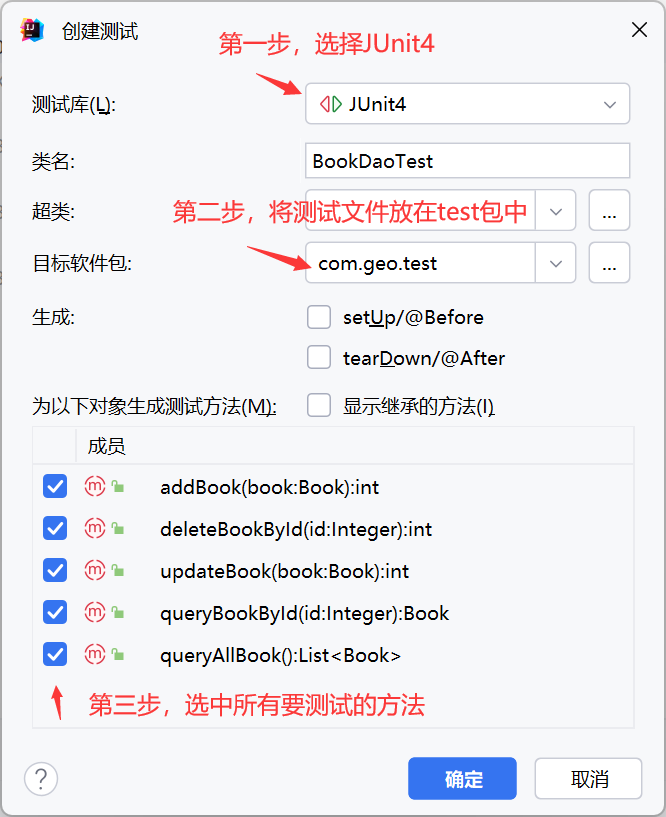 创建测试
第一步，选择JUnit4
测试库(L):
JUnit4
类名:
BookDaoTest
超类:
第二步，将测试文件放在test包中
...
目标软件包:
com.geo.test
...
生成:
setUp/@Before
tearDown/@After
为以下对象生成测试方法(M):
显示继承的方法(I)
成员
addBook(book:Book):int
deleteBookById(id:Integer):int
updateBook(book:Book):int
queryBookById(id:Integer):Book
queryAllBook():List<Book>
第三步，选中所有要测试的方法
?
确定
取消